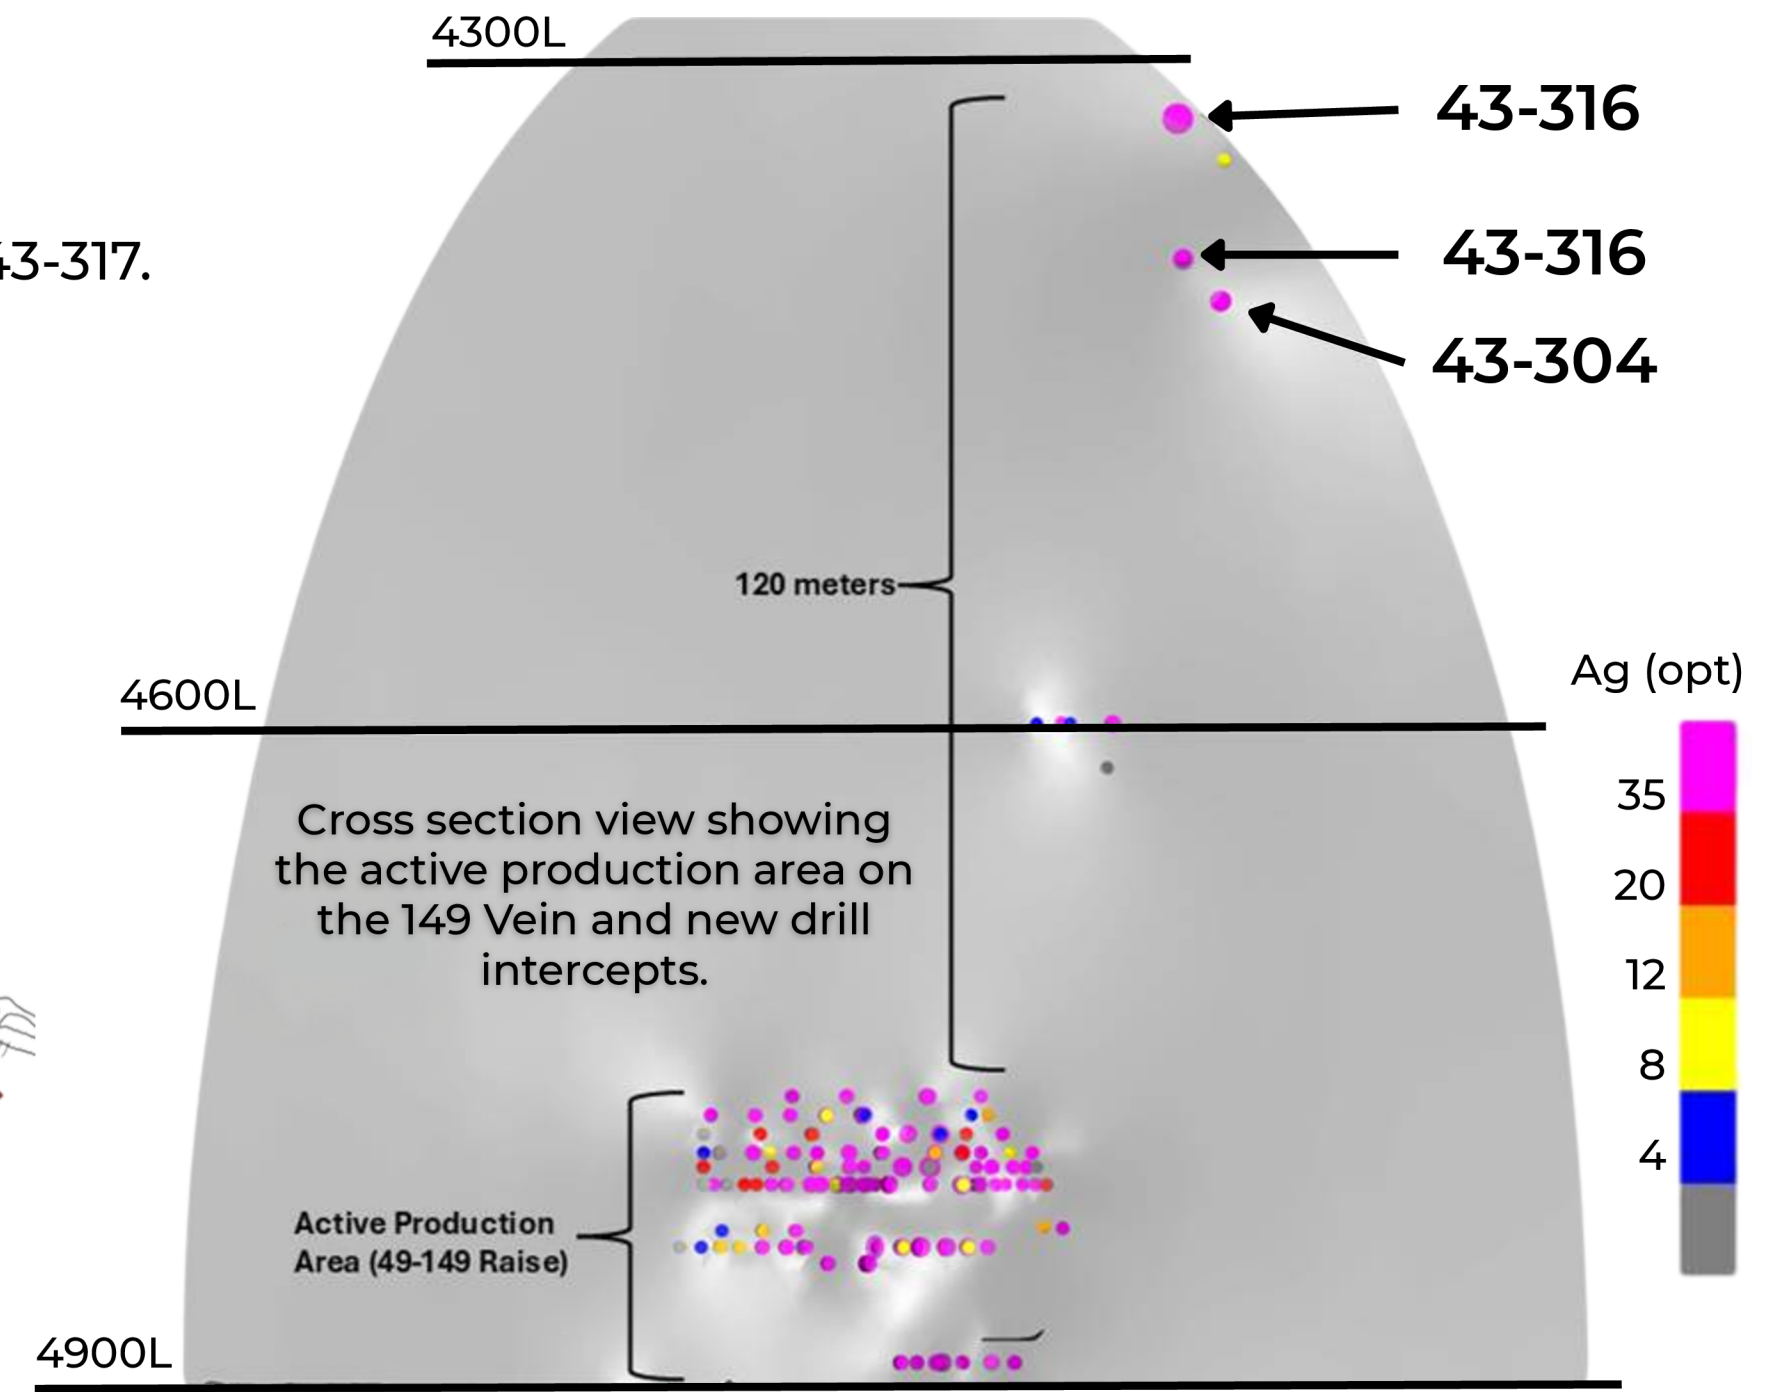 4300L
43-316
43-317.
43-316
43-304
120 meters
4600L
Ag (opt)
35
20
12
8
4
Cross section view showing
the active production area on
the 149 Vein and new drill
intercepts.
Active Production
Area (49-149 Raise)
4900L